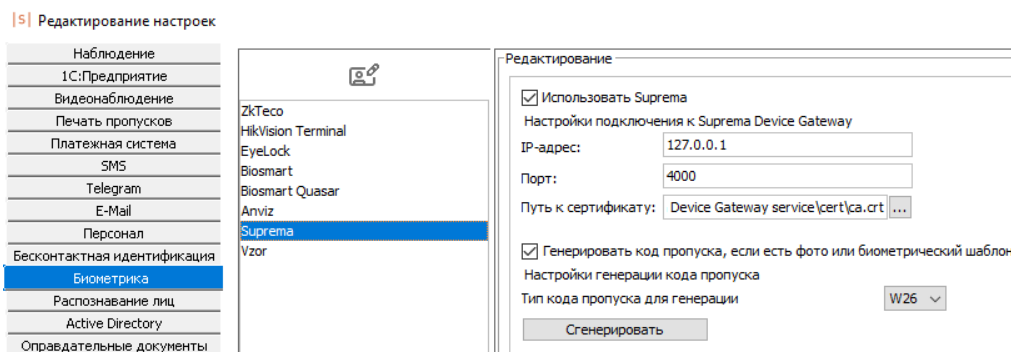 |S| Редактирование настроек
Наблюдение
1С:Предприятие
Видеонаблюдение
Печать пропусков
Платежная система
SMS
Telegram
E-Mail
Персонал
Бесконтактная идентификация
Биометрика
Распознавание лиц
Active Directory
Оправдательные документы
ZkTeco
HikVision Terminal
EyeLock
Biosmart
Biosmart Quasar
Anviz
Suprema
Vzor
Редактирование
Использовать Suprema
Настройки подключения к Suprema Device Gateway
IP-адрес: 127.0.0.1
Порт: 4000
Путь к сертификату: Device Gateway service\cert\ca.crt ...
Генерировать код пропуска, если есть фото или биометрический шаблон
Настройки генерации кода пропуска
Тип кода пропуска для генерации W26
Сгенерировать